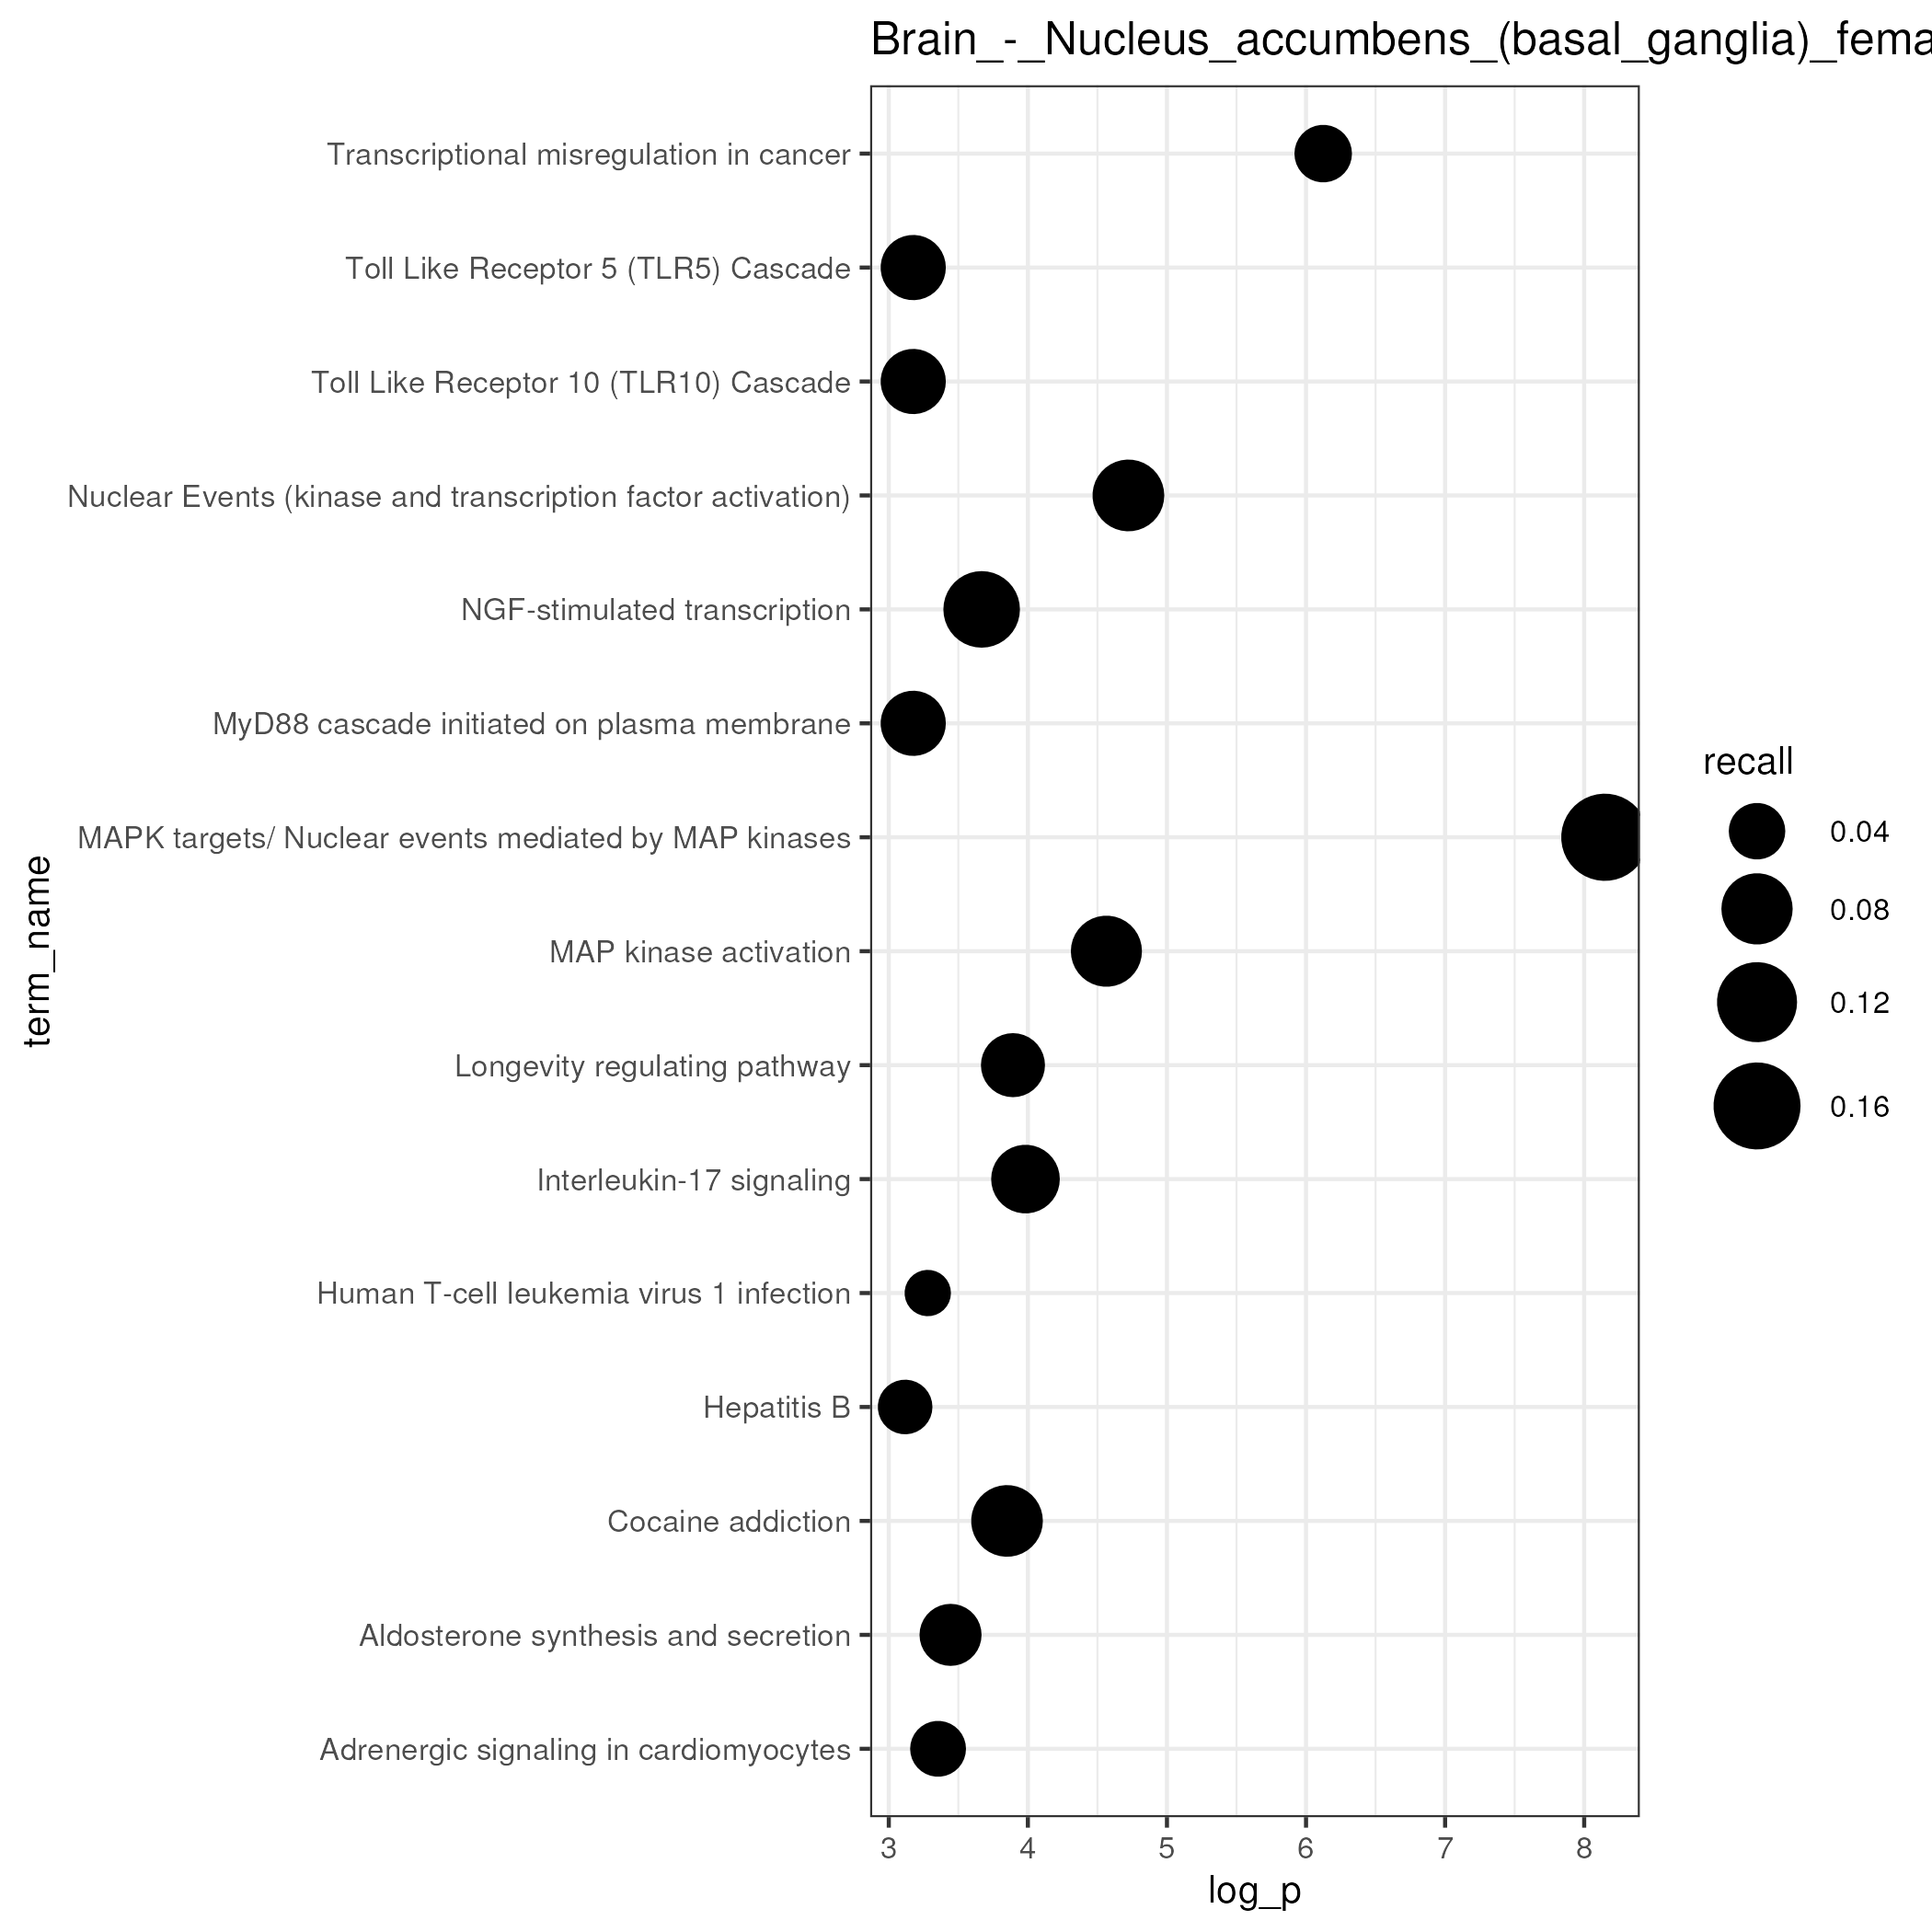 Brain_-_Nucleus_accumbens_(basal_ganglia)_fema
Transcriptional misregulation in cancer
Toll Like Receptor 5 (TLR5) Cascade
Toll Like Receptor 10 (TLR10) Cascade
Nuclear Events (kinase and transcription factor activation)
NGF-stimulated transcription
MyD88 cascade initiated on plasma membrane
MAPK targets/ Nuclear events mediated by MAP kinases
MAP kinase activation
Longevity regulating pathway
Interleukin-17 signaling
Human T-cell leukemia virus 1 infection
Hepatitis B
Cocaine addiction
Aldosterone synthesis and secretion
Adrenergic signaling in cardiomyocytes
term_name
3 4 5 6 7 8
log_p
recall
0.04
0.08
0.12
0.16